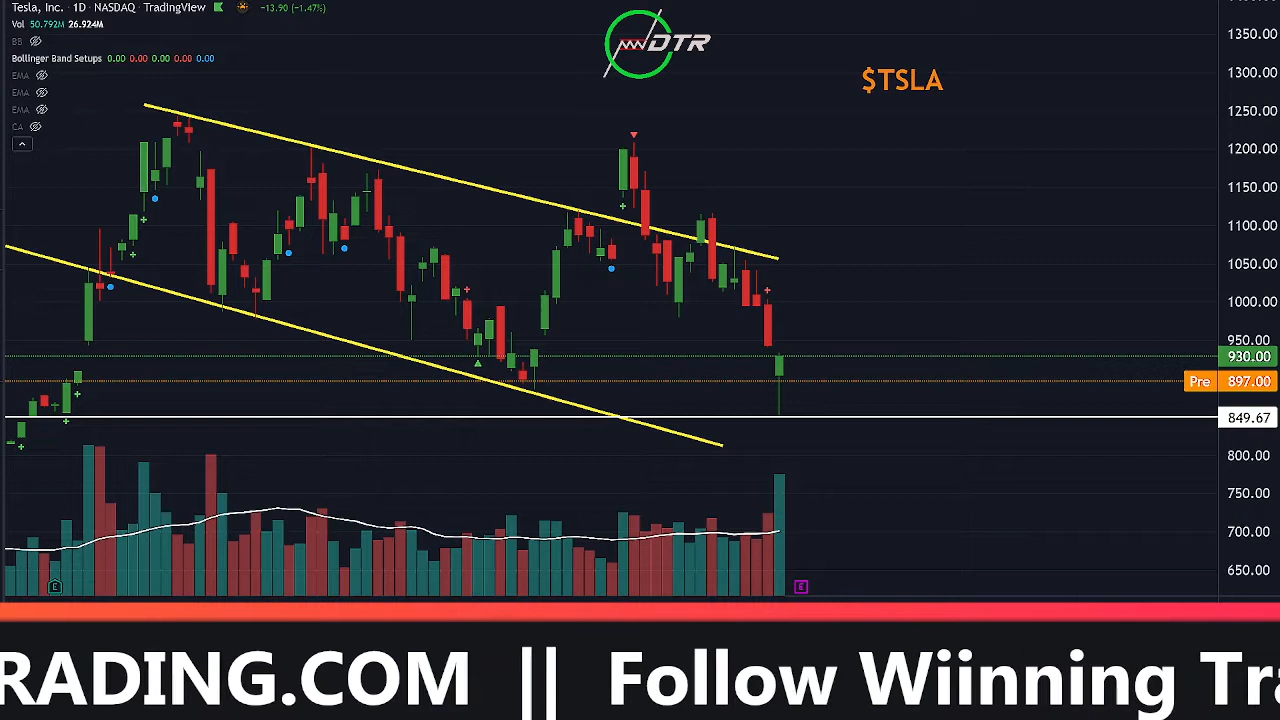 Tesla, Inc. · 1D · NASDAQ · TradingView −13.90 (−1.47%)
Vol 50.792M 26.924M
BB
Bollinger Band Setups 0.00 0.00 0.00 0.00 0.00
EMA
EMA
EMA
CA
DTR
$TSLA
1350.00
1300.00
1250.00
1200.00
1150.00
1100.00
1050.00
1000.00
950.00
930.00
Pre 897.00
849.67
800.00
750.00
700.00
650.00
E
E
RADING.COM || Follow Wiinning Tra